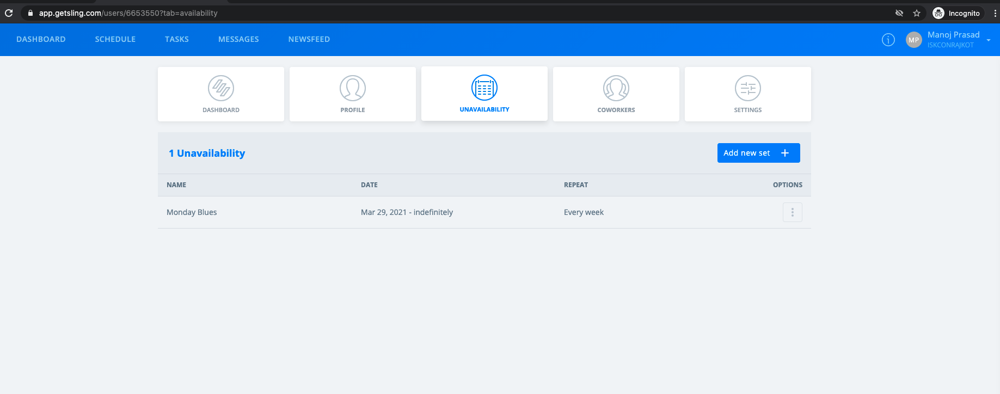 app.getsling.com/users/6653550?tab=availability
Incognito
DASHBOARD SCHEDULE TASKS MESSAGES NEWSFEED
MP Manoj Prasad
ISKCONRAJKOT
DASHBOARD PROFILE UNAVAILABILITY COWORKERS SETTINGS
1 Unavailability
Add new set
NAME DATE REPEAT OPTIONS
Monday Blues Mar 29, 2021 - indefinitely Every week